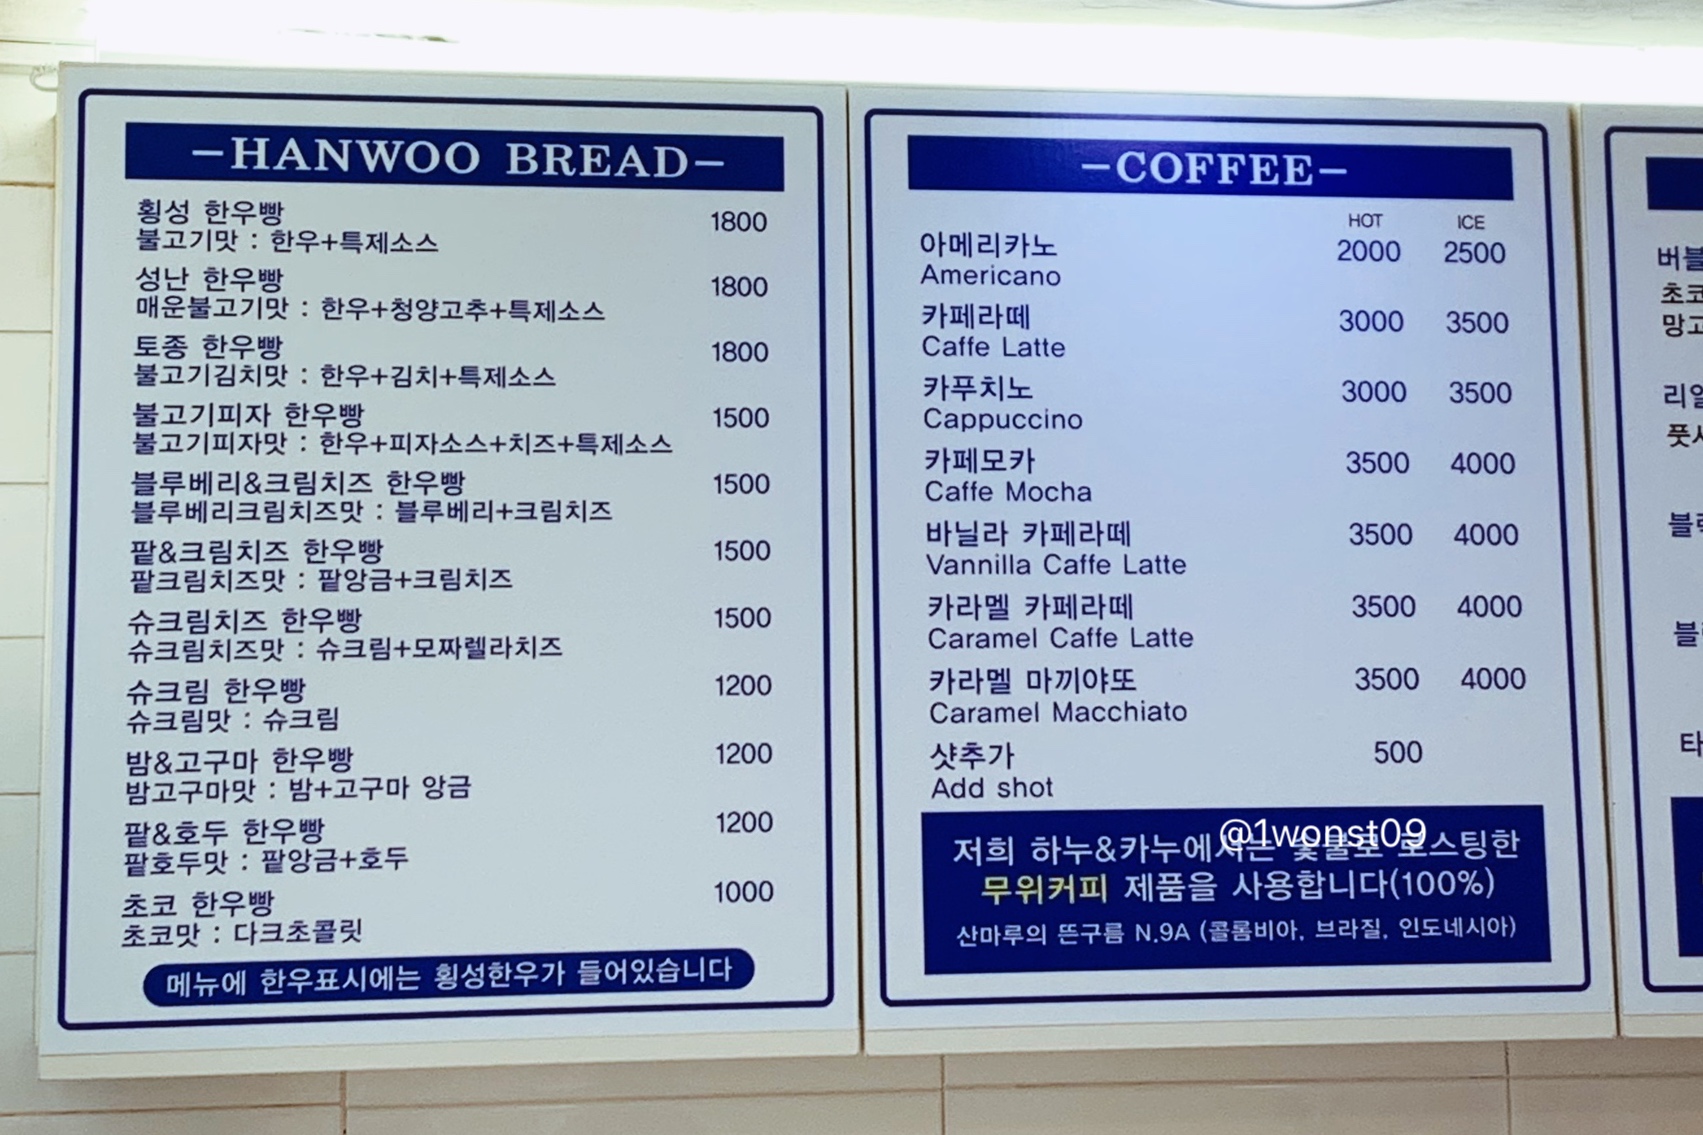 -HANWOO BREAD-
횡성 한우빵 1800
불고기맛 : 한우+특제소스
성난 한우빵 1800
매운불고기맛 : 한우+청양고추+특제소스
토종 한우빵 1800
불고기김치맛 : 한우+김치+특제소스
불고기피자 한우빵 1500
불고기피자맛 : 한우+피자소스+치즈+특제소스
블루베리&크림치즈 한우빵 1500
블루베리크림치즈맛 : 블루베리+크림치즈
팥&크림치즈 한우빵 1500
팥크림치즈맛 : 팥앙금+크림치즈
슈크림치즈 한우빵 1500
슈크림치즈맛 : 슈크림+모짜렐라치즈
슈크림 한우빵 1200
슈크림맛 : 슈크림
밤&고구마 한우빵 1200
밤고구마맛 : 밤+고구마 앙금
팥&호두 한우빵 1200
팥호두맛 : 팥앙금+호두
초코 한우빵 1000
초코맛 : 다크초콜릿
메뉴에 한우표시에는 횡성한우가 들어있습니다
-COFFEE-
HOT ICE
아메리카노 2000 2500
Americano
카페라떼 3000 3500
Caffe Latte
카푸치노 3000 3500
Cappuccino
카페모카 3500 4000
Caffe Mocha
바닐라 카페라떼 3500 4000
Vannilla Caffe Latte
카라멜 카페라떼 3500 4000
Caramel Caffe Latte
카라멜 마끼야또 3500 4000
Caramel Macchiato
샷추가 500
Add shot
@1wonst09
저희 하누&카누에서는 로스팅한
무위커피 제품을 사용합니다(100%)
산마루의 뜬구름 N.9A (콜롬비아, 브라질, 인도네시아)
초코
망고